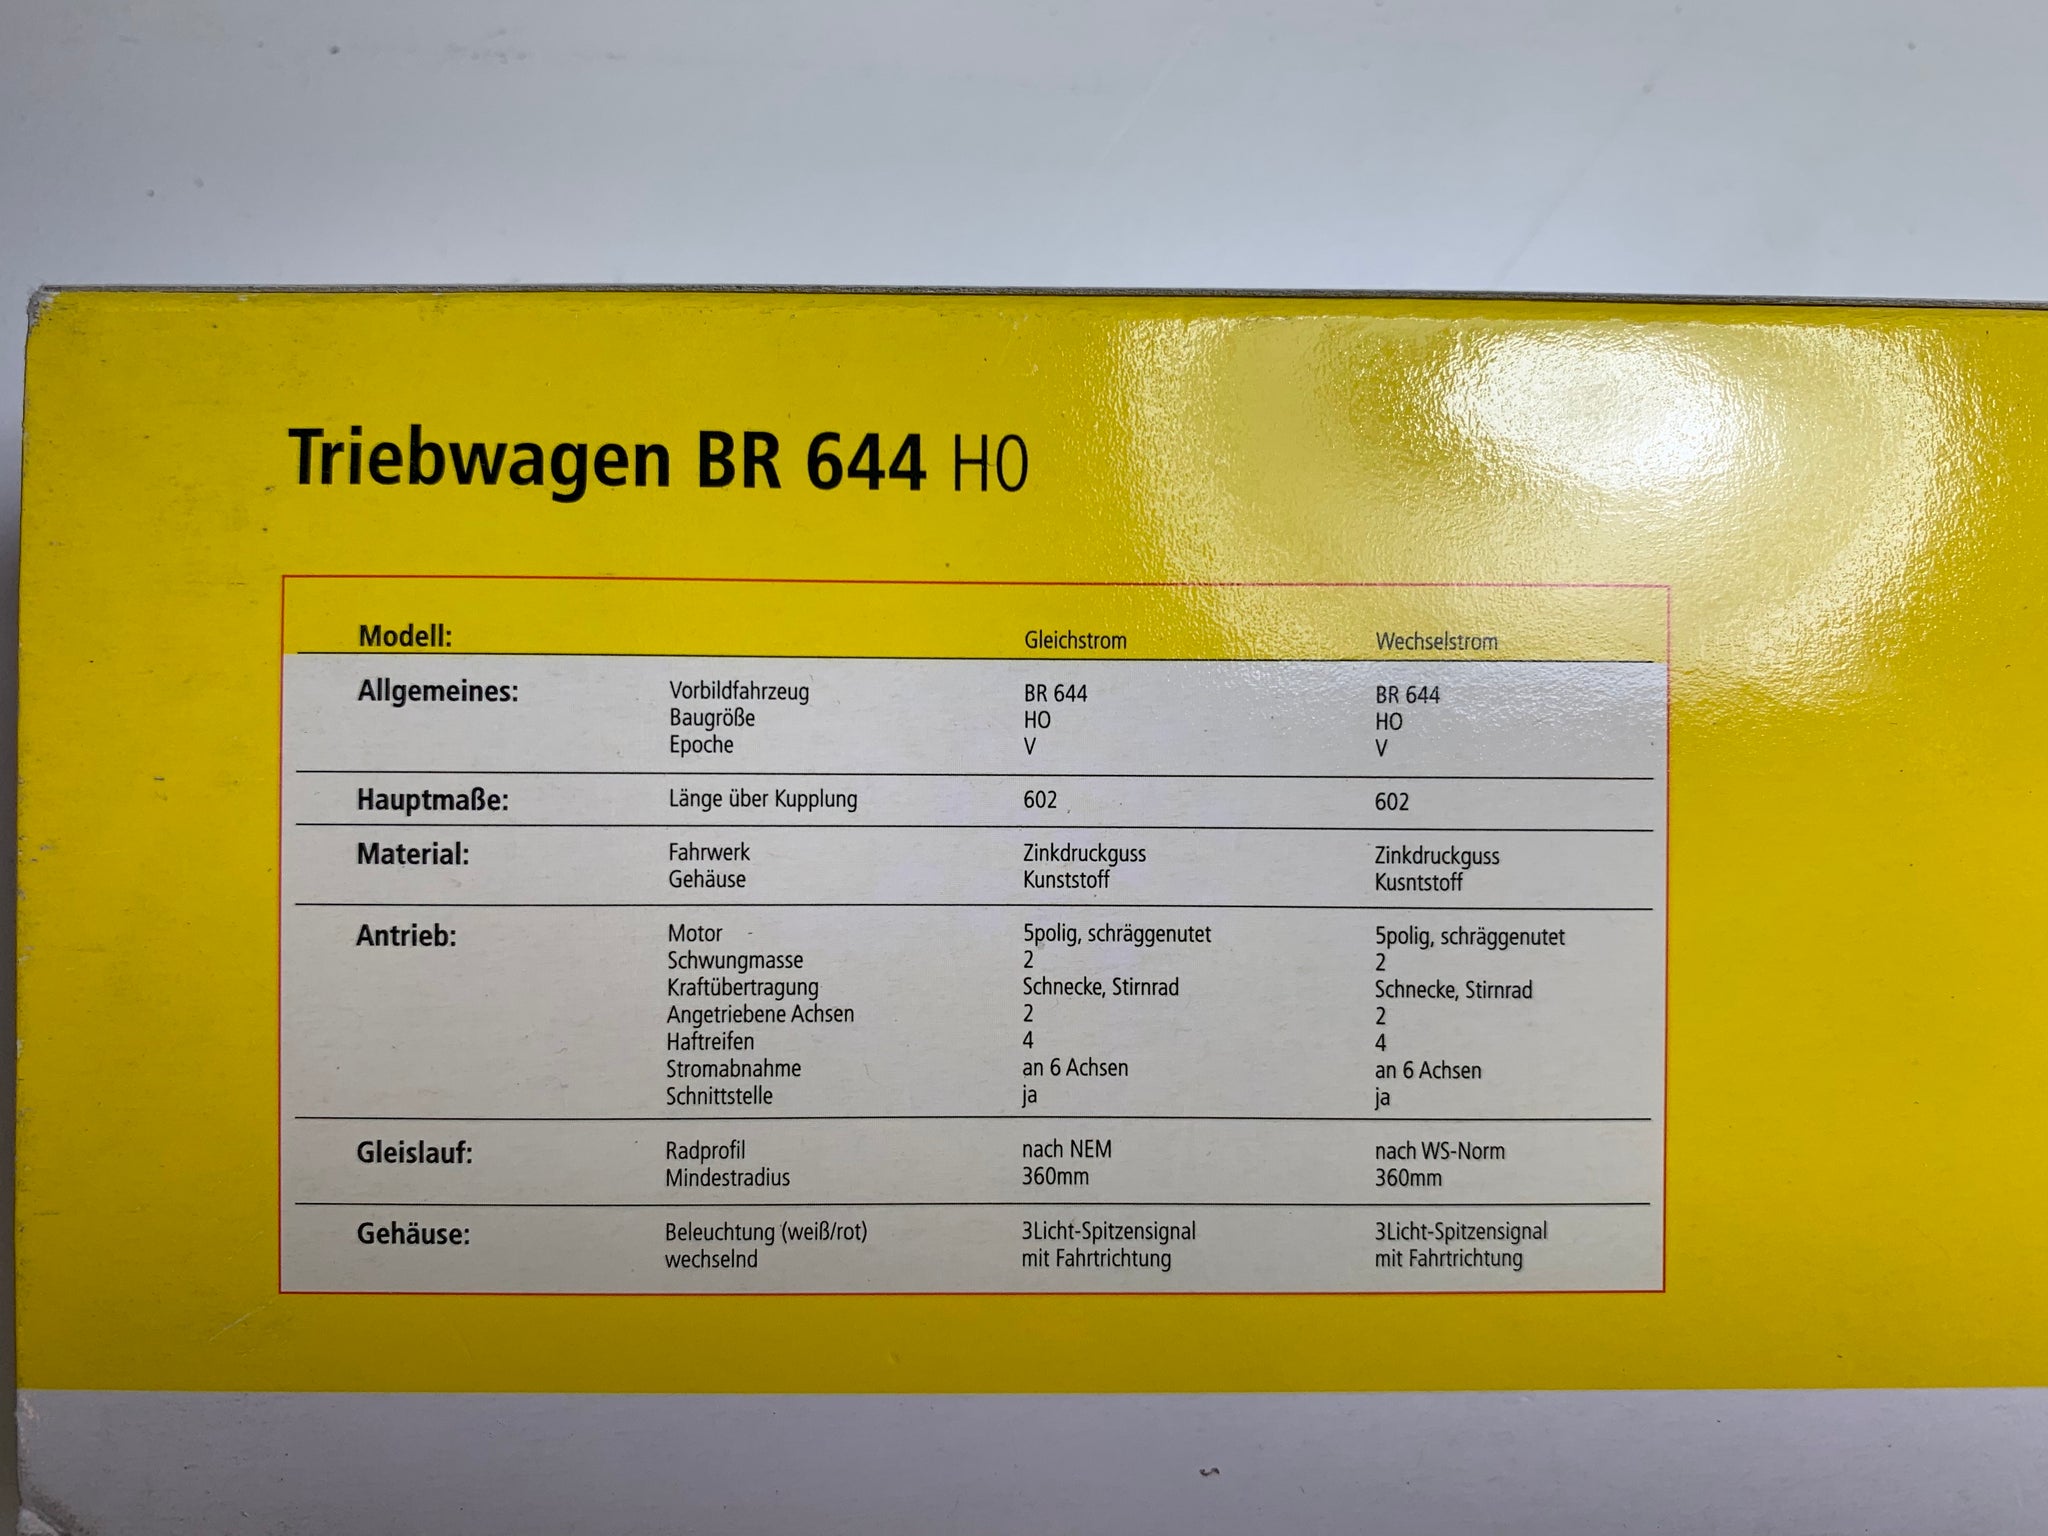 Triebwagen BR 644 H0
Modell: Gleichstrom Wechselstrom
Allgemeines: Vorbildfahrzeug BR 644 BR 644
Baugröße HO HO
Epoche V V
Hauptmaße: Länge über Kupplung 602 602
Material: Fahrwerk Zinkdruckguss Zinkdruckguss
Gehäuse Kunststoff Kusntstoff
Antrieb: Motor 5polig, schräggenutet 5polig, schräggenutet
Schwungmasse 2 2
Kraftübertragung Schnecke, Stirnrad Schnecke, Stirnrad
Angetriebene Achsen 2 2
Haftreifen 4 4
Stromabnahme an 6 Achsen an 6 Achsen
Schnittstelle ja ja
Gleislauf: Radprofil nach NEM nach WS-Norm
Mindestradius 360mm 360mm
Gehäuse: Beleuchtung (weiß/rot) 3Licht-Spitzensignal 3Licht-Spitzensignal
wechselnd mit Fahrtrichtung mit Fahrtrichtung